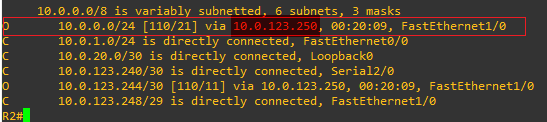 10.0.0.0/8 is variably subnetted, 6 subnets, 3 masks
O 10.0.0.0/24 [110/21] via 10.0.123.250, 00:20:09, FastEthernet1/0
C 10.0.1.0/24 is directly connected, FastEthernet0/0
C 10.0.20.0/30 is directly connected, Loopback0
C 10.0.123.240/30 is directly connected, Serial2/0
O 10.0.123.244/30 [110/11] via 10.0.123.250, 00:20:09, FastEthernet1/0
C 10.0.123.248/29 is directly connected, FastEthernet1/0
R2#